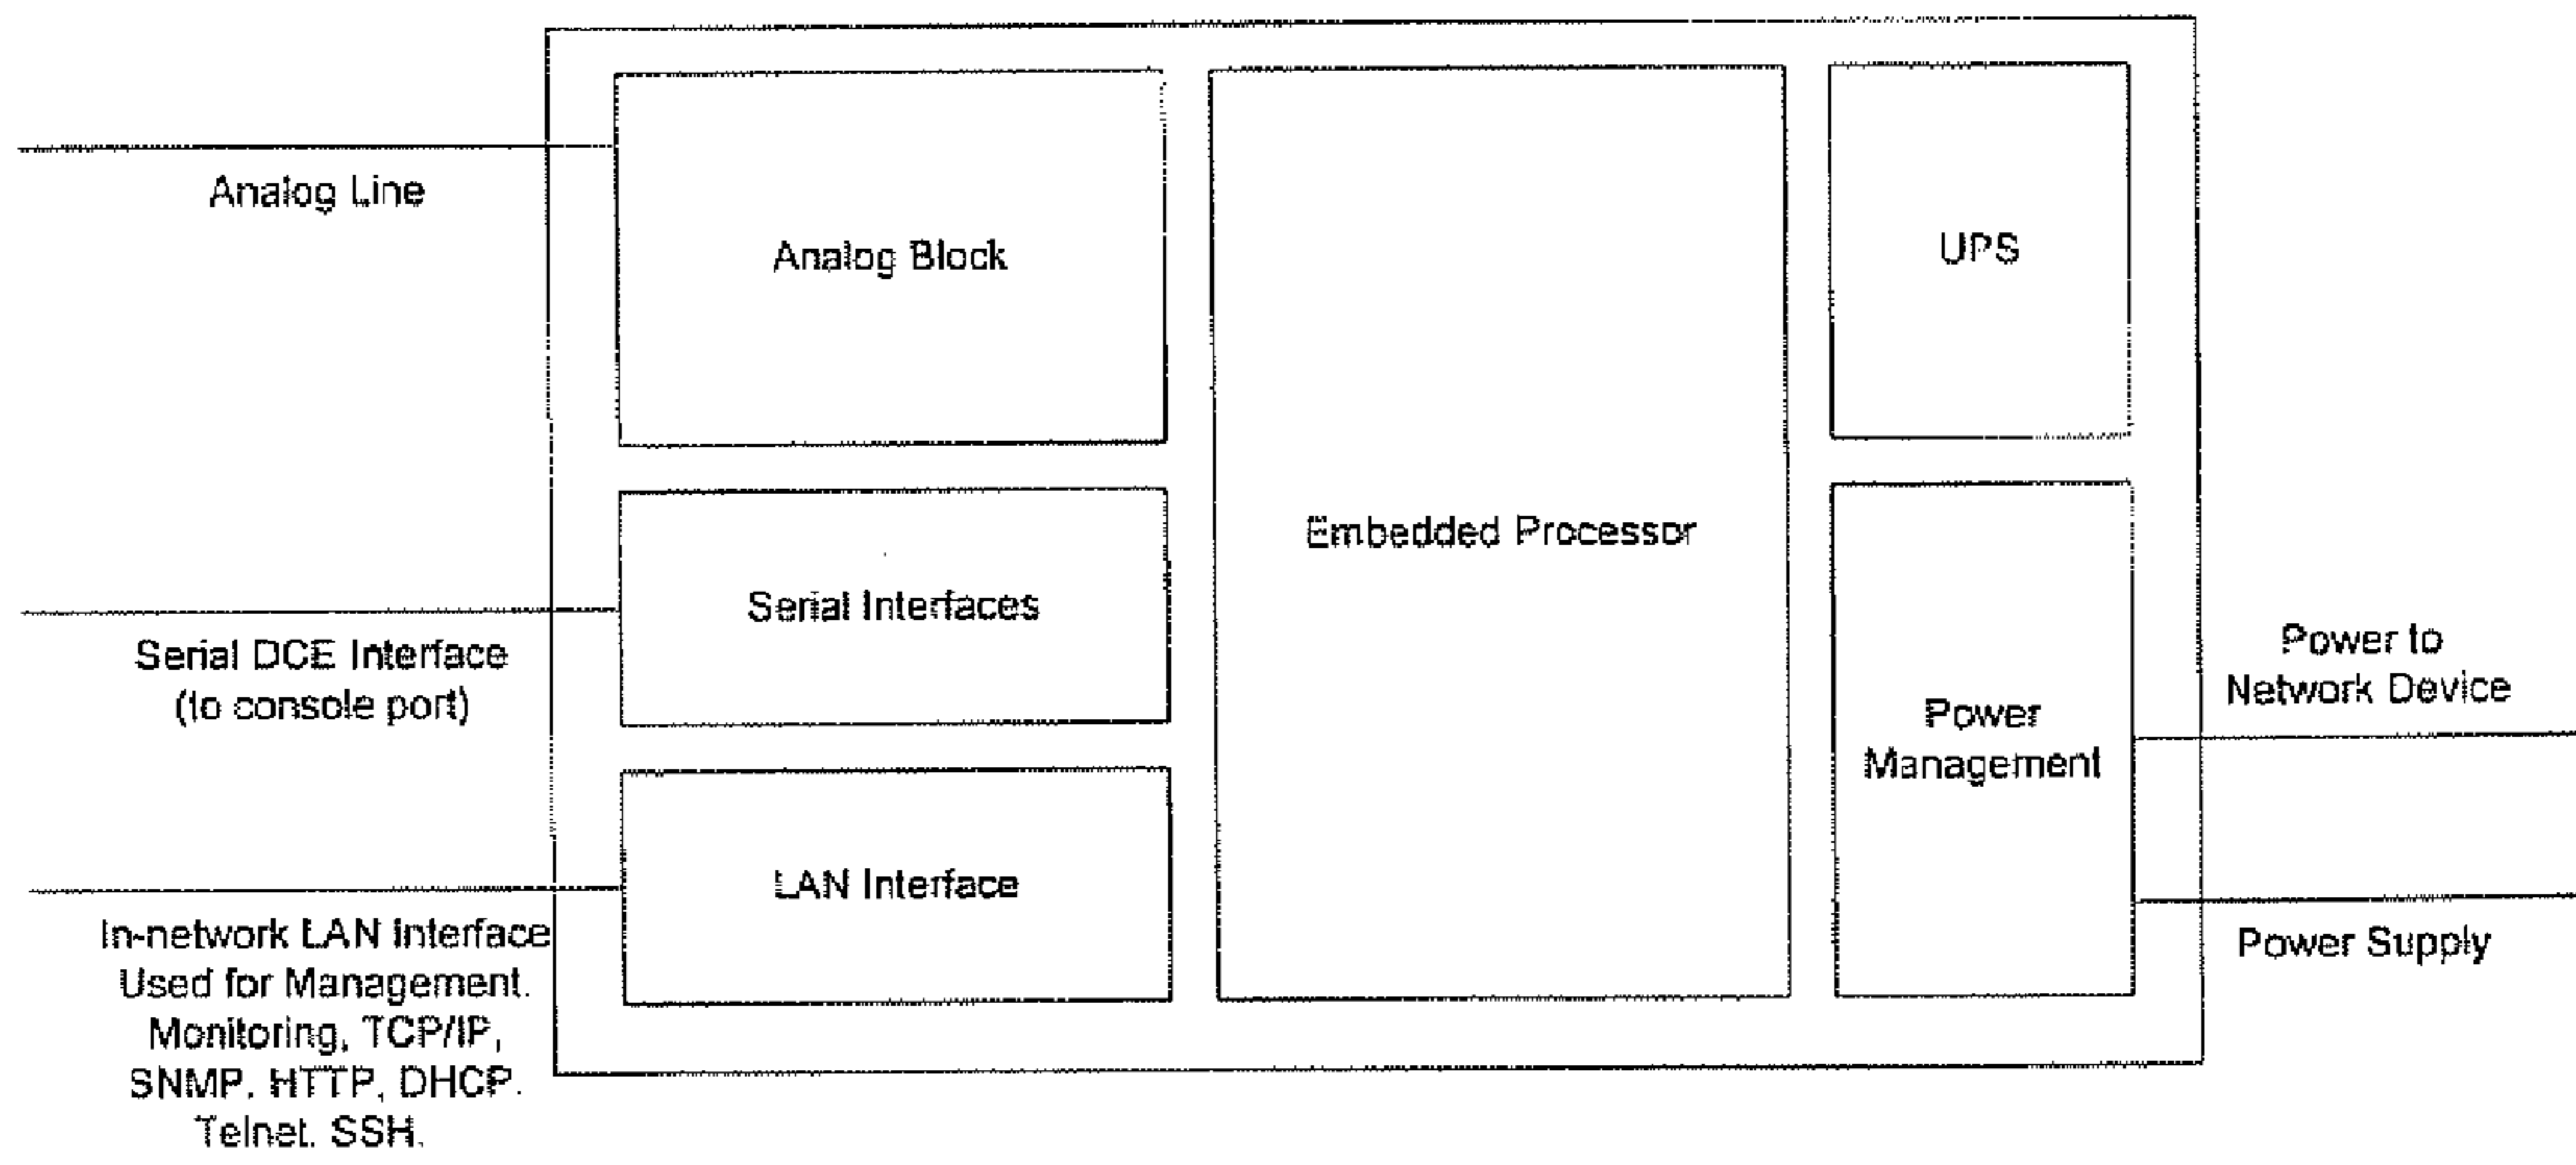 Analog Line
Analog Block
UPS
Embedded Processor
Serial Interfaces
Serial DCE Interface
(to console port)
Power to
Network Device
Power
Management
LAN Interface
In-network LAN Interface
Used for Management.
Monitoring, TCP/IP,
SNMP. HTTP, DHCP.
Telnet. SSH.
Power Supply